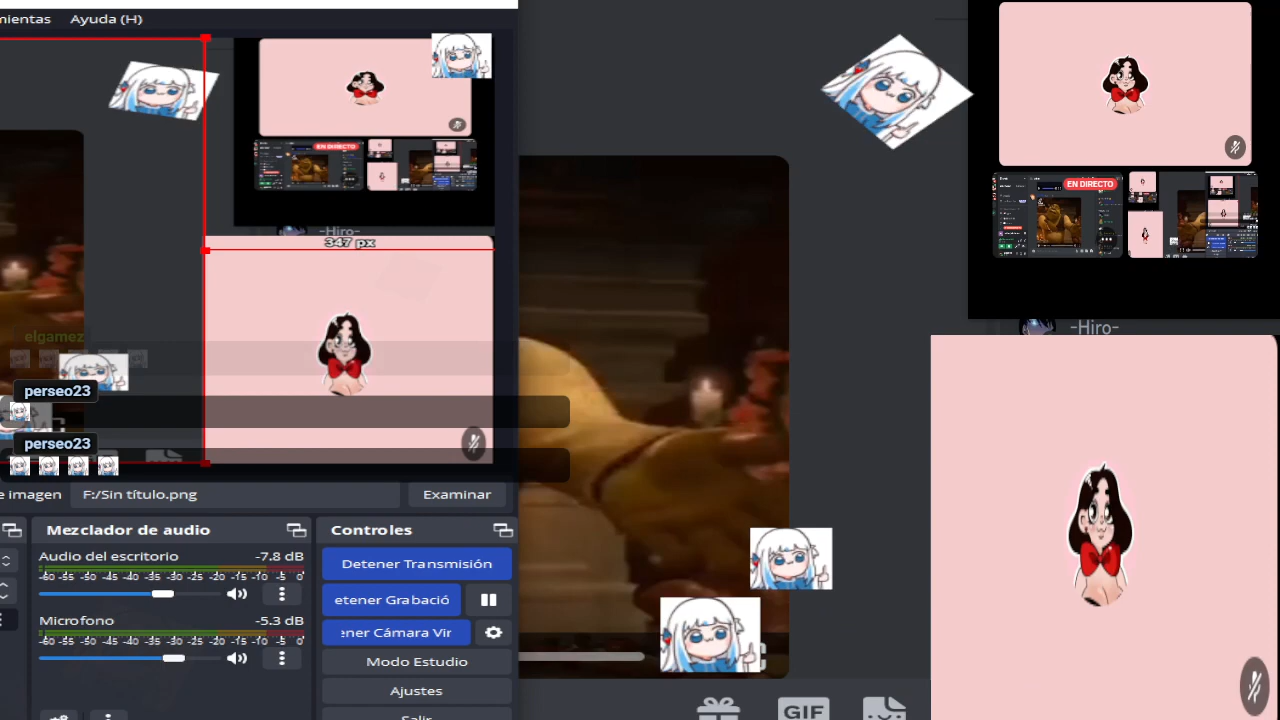 mientas Ayuda (H)
EN DIRECTO
-Hiro-
347 px
EN DIRECTO
-Hiro-
elgamez
perseo23
perseo23
e imagen F:/Sin título.png Examinar
Mezclador de audio
Audio del escritorio -7.8 dB
-60 -55 -50 -45 -40 -35 -30 -25 -20 -15 -10 -5 0
Microfono -5.3 dB
-60 -55 -50 -45 -40 -35 -30 -25 -20 -15 -10 -5 0
Controles
Detener Transmisión
etener Grabació
ener Cámara Vir
Modo Estudio
Ajustes
Salir
GIF